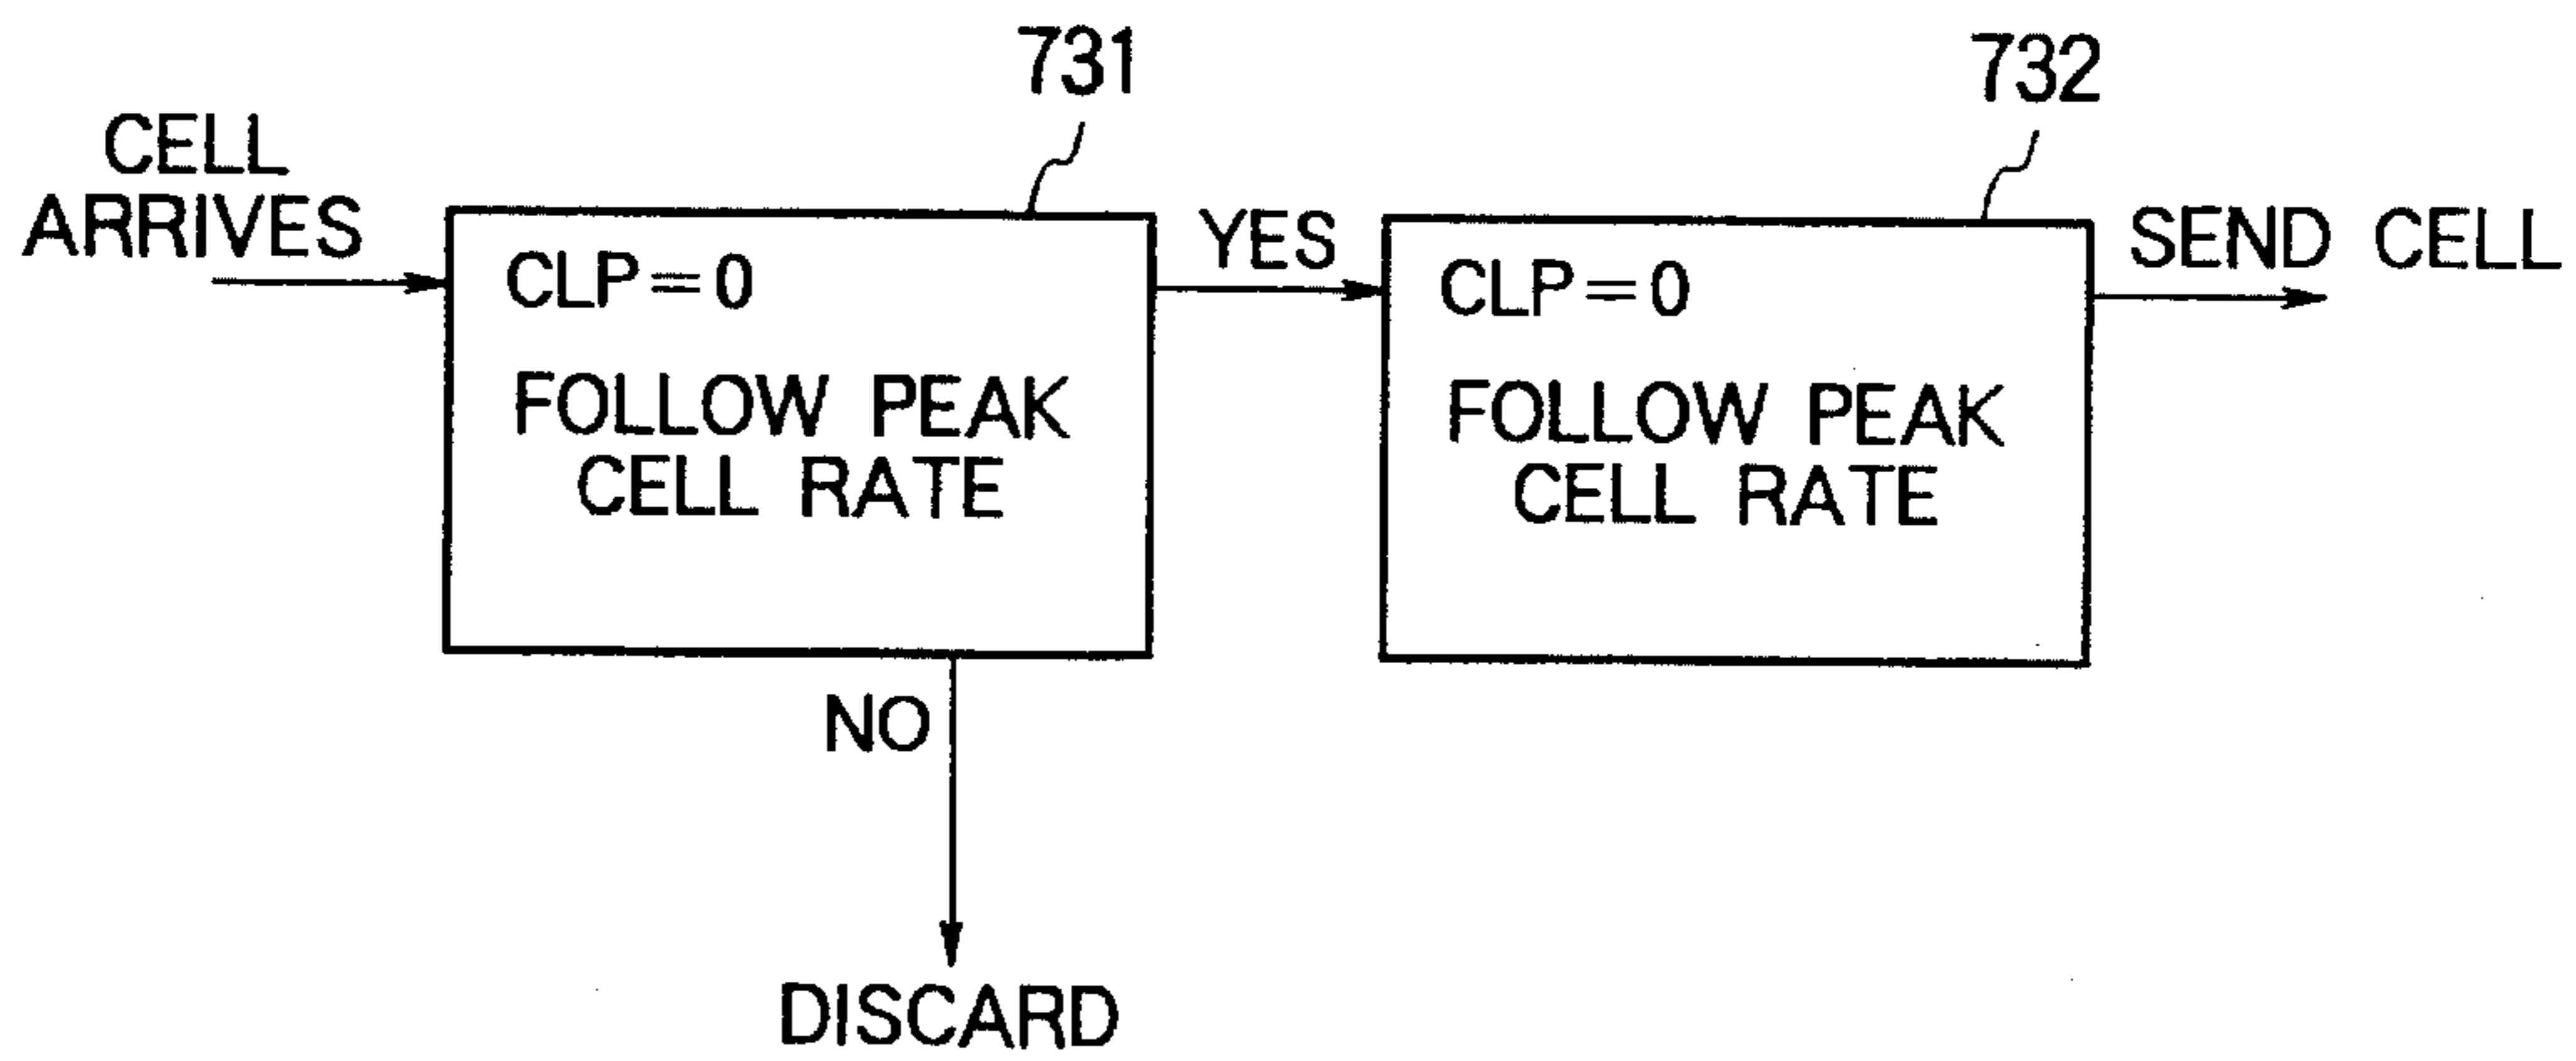 731
732
CELL
ARRIVES
YES
SEND CELL
CLP=0
FOLLOW PEAK
CELL RATE
CLP=0
FOLLOW PEAK
CELL RATE
NO
DISCARD